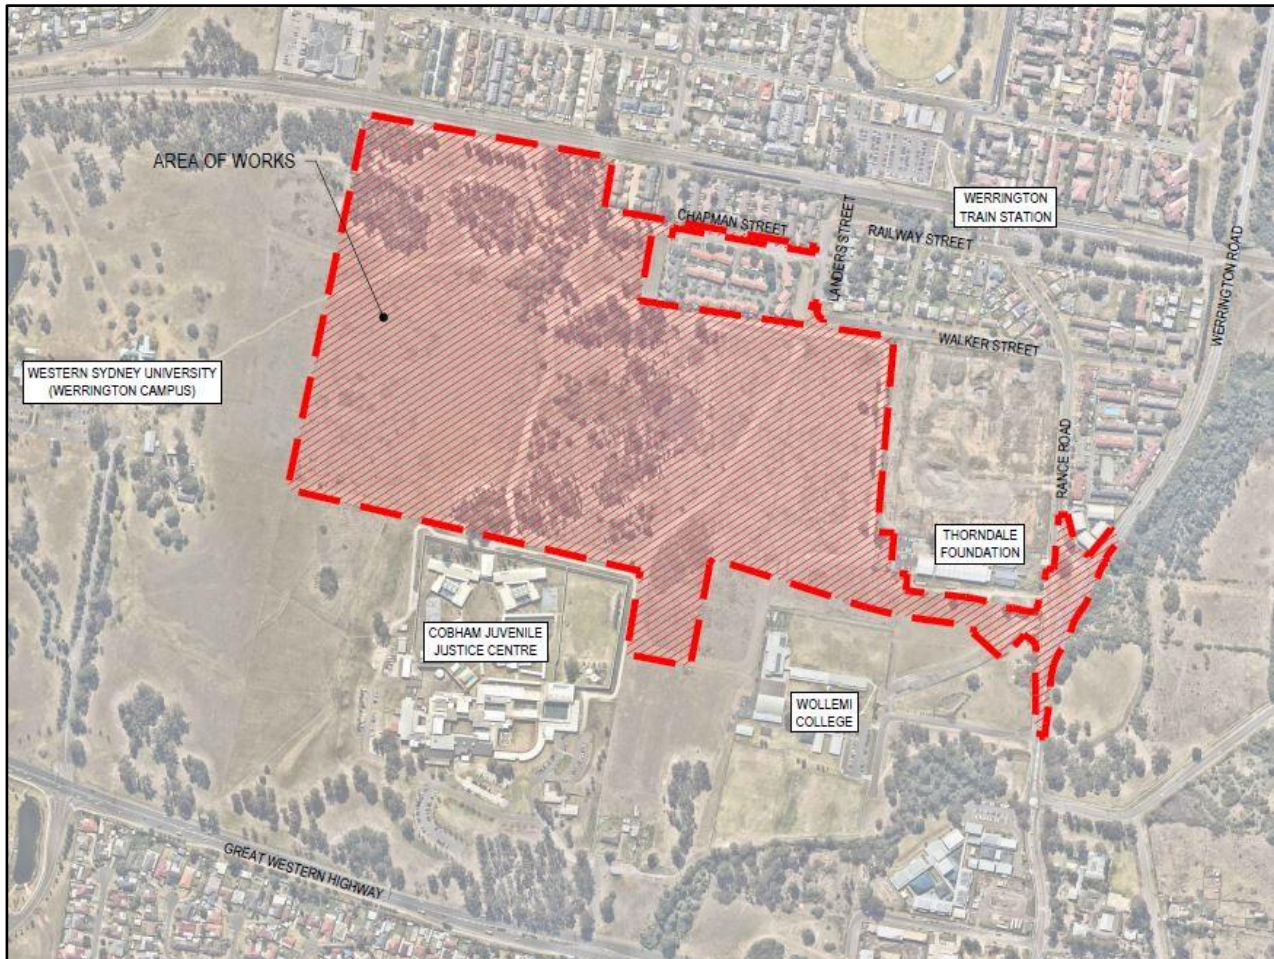 AREA OF WORKS
WERRINGTON
TRAIN STATION
CHAPMAN STREET
LANDERS STREET
RAILWAY STREET
WERRINGTON ROAD
WALKER STREET
WESTERN SYDNEY UNIVERSITY
(WERRINGTON CAMPUS)
RANCE ROAD
THORNDALE
FOUNDATION
COBHAM JUVENILE
JUSTICE CENTRE
WOLLEMI
COLLEGE
GREAT WESTERN HIGHWAY